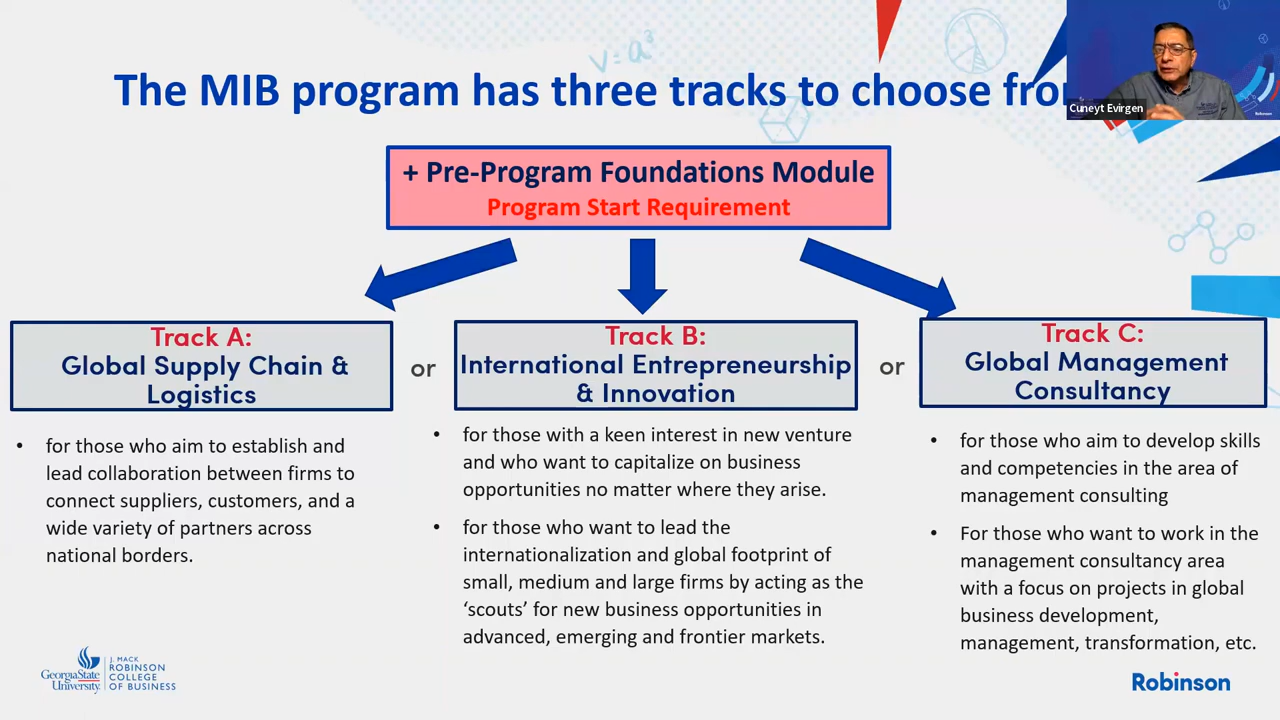 v=a³
The MIB program has three tracks to choose fro
Cuneyt Evirgen
Robinson
+ Pre-Program Foundations Module
Program Start Requirement
Track A:
Global Supply Chain &
Logistics
or
Track B:
International Entrepreneurship
& Innovation
or
Track C:
Global Management
Consultancy
• for those who aim to establish and
lead collaboration between firms to
connect suppliers, customers, and a
wide variety of partners across
national borders.
• for those with a keen interest in new venture
and who want to capitalize on business
opportunities no matter where they arise.
• for those who want to lead the
internationalization and global footprint of
small, medium and large firms by acting as the
‘scouts’ for new business opportunities in
advanced, emerging and frontier markets.
• for those who aim to develop skills
and competencies in the area of
management consulting
• For those who want to work in the
management consultancy area
with a focus on projects in global
business development,
management, transformation, etc.
GeorgiaState
University
J. MACK
ROBINSON
COLLEGE
OF BUSINESS
Robinson